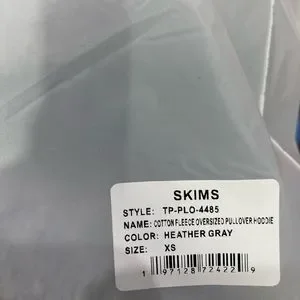 SKIMS
STYLE: TP-PLO-4485
NAME: COTTON FLEECE OVERSIZED PULLOVER HOODIE
COLOR: HEATHER GRAY
SIZE: XS
1 97128 72422 9